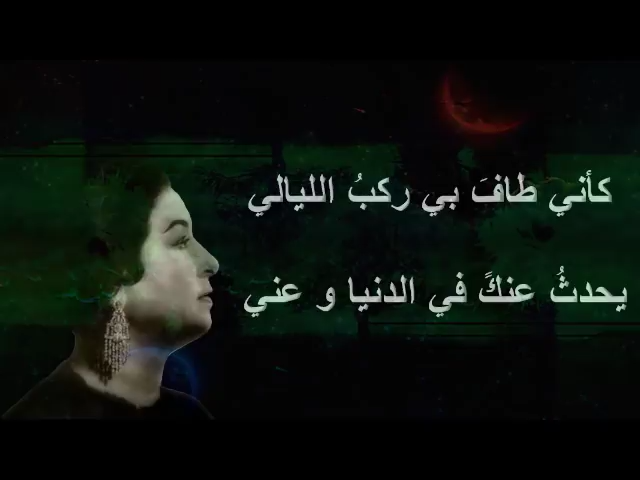 كأني طافَ بي ركبُ الليالي
يحدثُ عنكً في الدنيا و عني